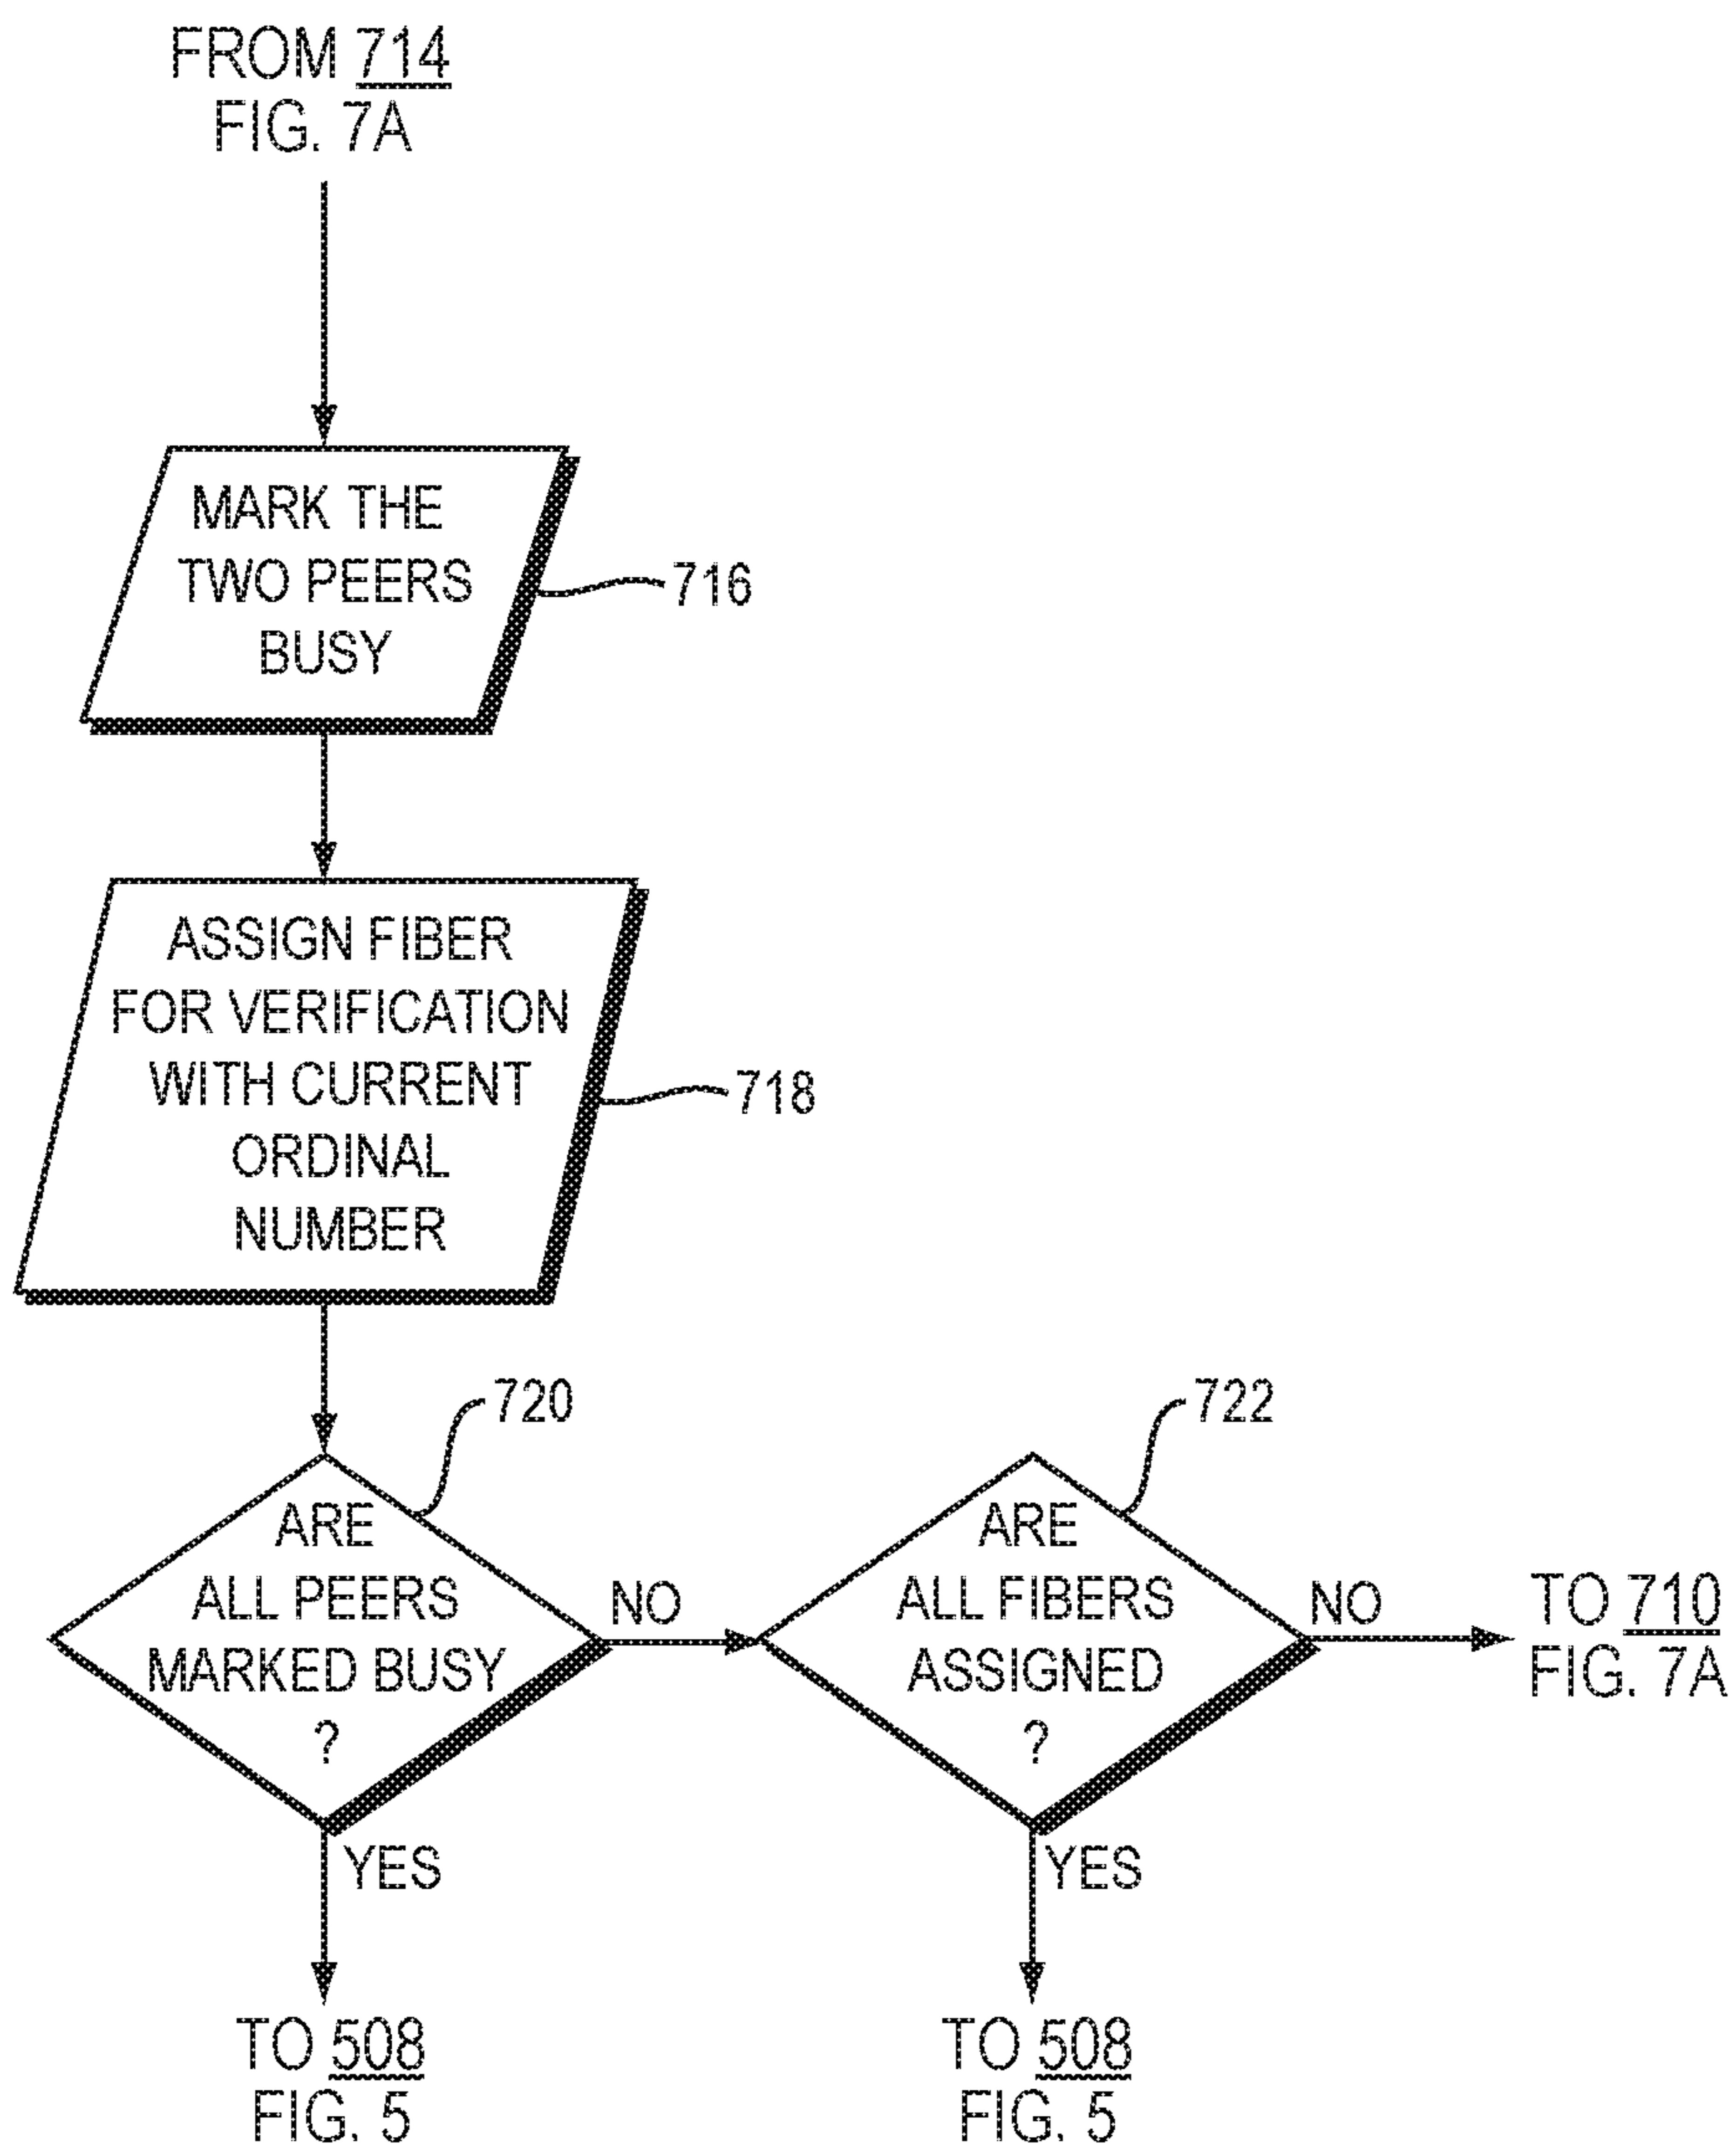 FROM 714
FIG. 7A
MARK THE
TWO PEERS
BUSY
716
ASSIGN FIBER
FOR VERIFICATION
WITH CURRENT
ORDINAL
NUMBER
718
720
ARE
ALL PEERS
MARKED BUSY
?
NO
YES
TO 508
FIG. 5
722
ARE
ALL FIBERS
ASSIGNED
?
NO
TO 710
FIG. 7A
YES
TO 508
FIG. 5